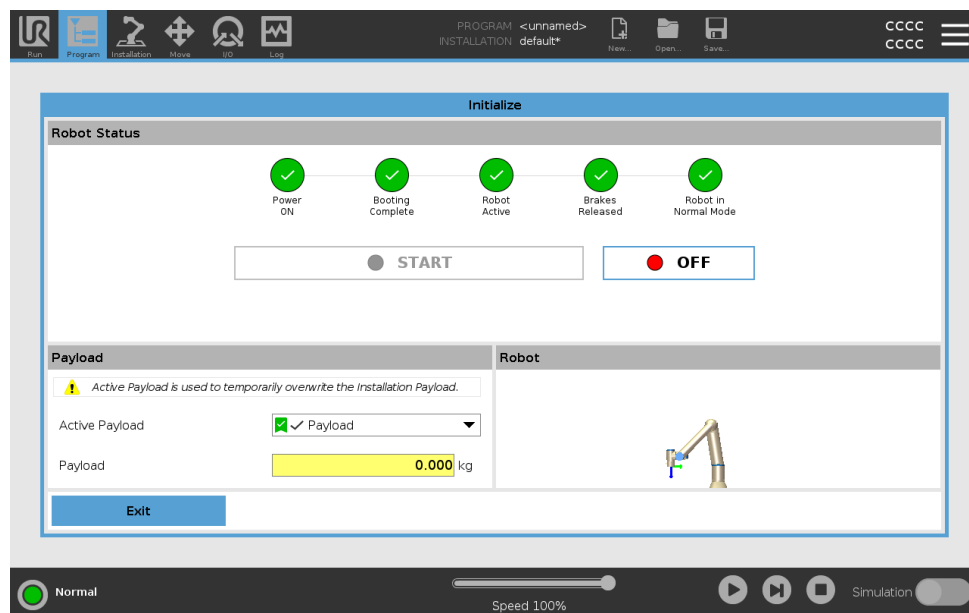 PROGRAM <unnamed>
INSTALLATION default*
CCCC
CCCC
Run
Program
Installation
Move
I/O
Log
New...
Open...
Save...
Initialize
Robot Status
Power
ON
Booting
Complete
Robot
Active
Brakes
Released
Robot in
Normal Mode
START
OFF
Payload
Robot
Active Payload is used to temporarily overwrite the Installation Payload.
Active Payload
Payload
Payload
0.000 kg
Exit
Normal
Speed 100%
Simulation